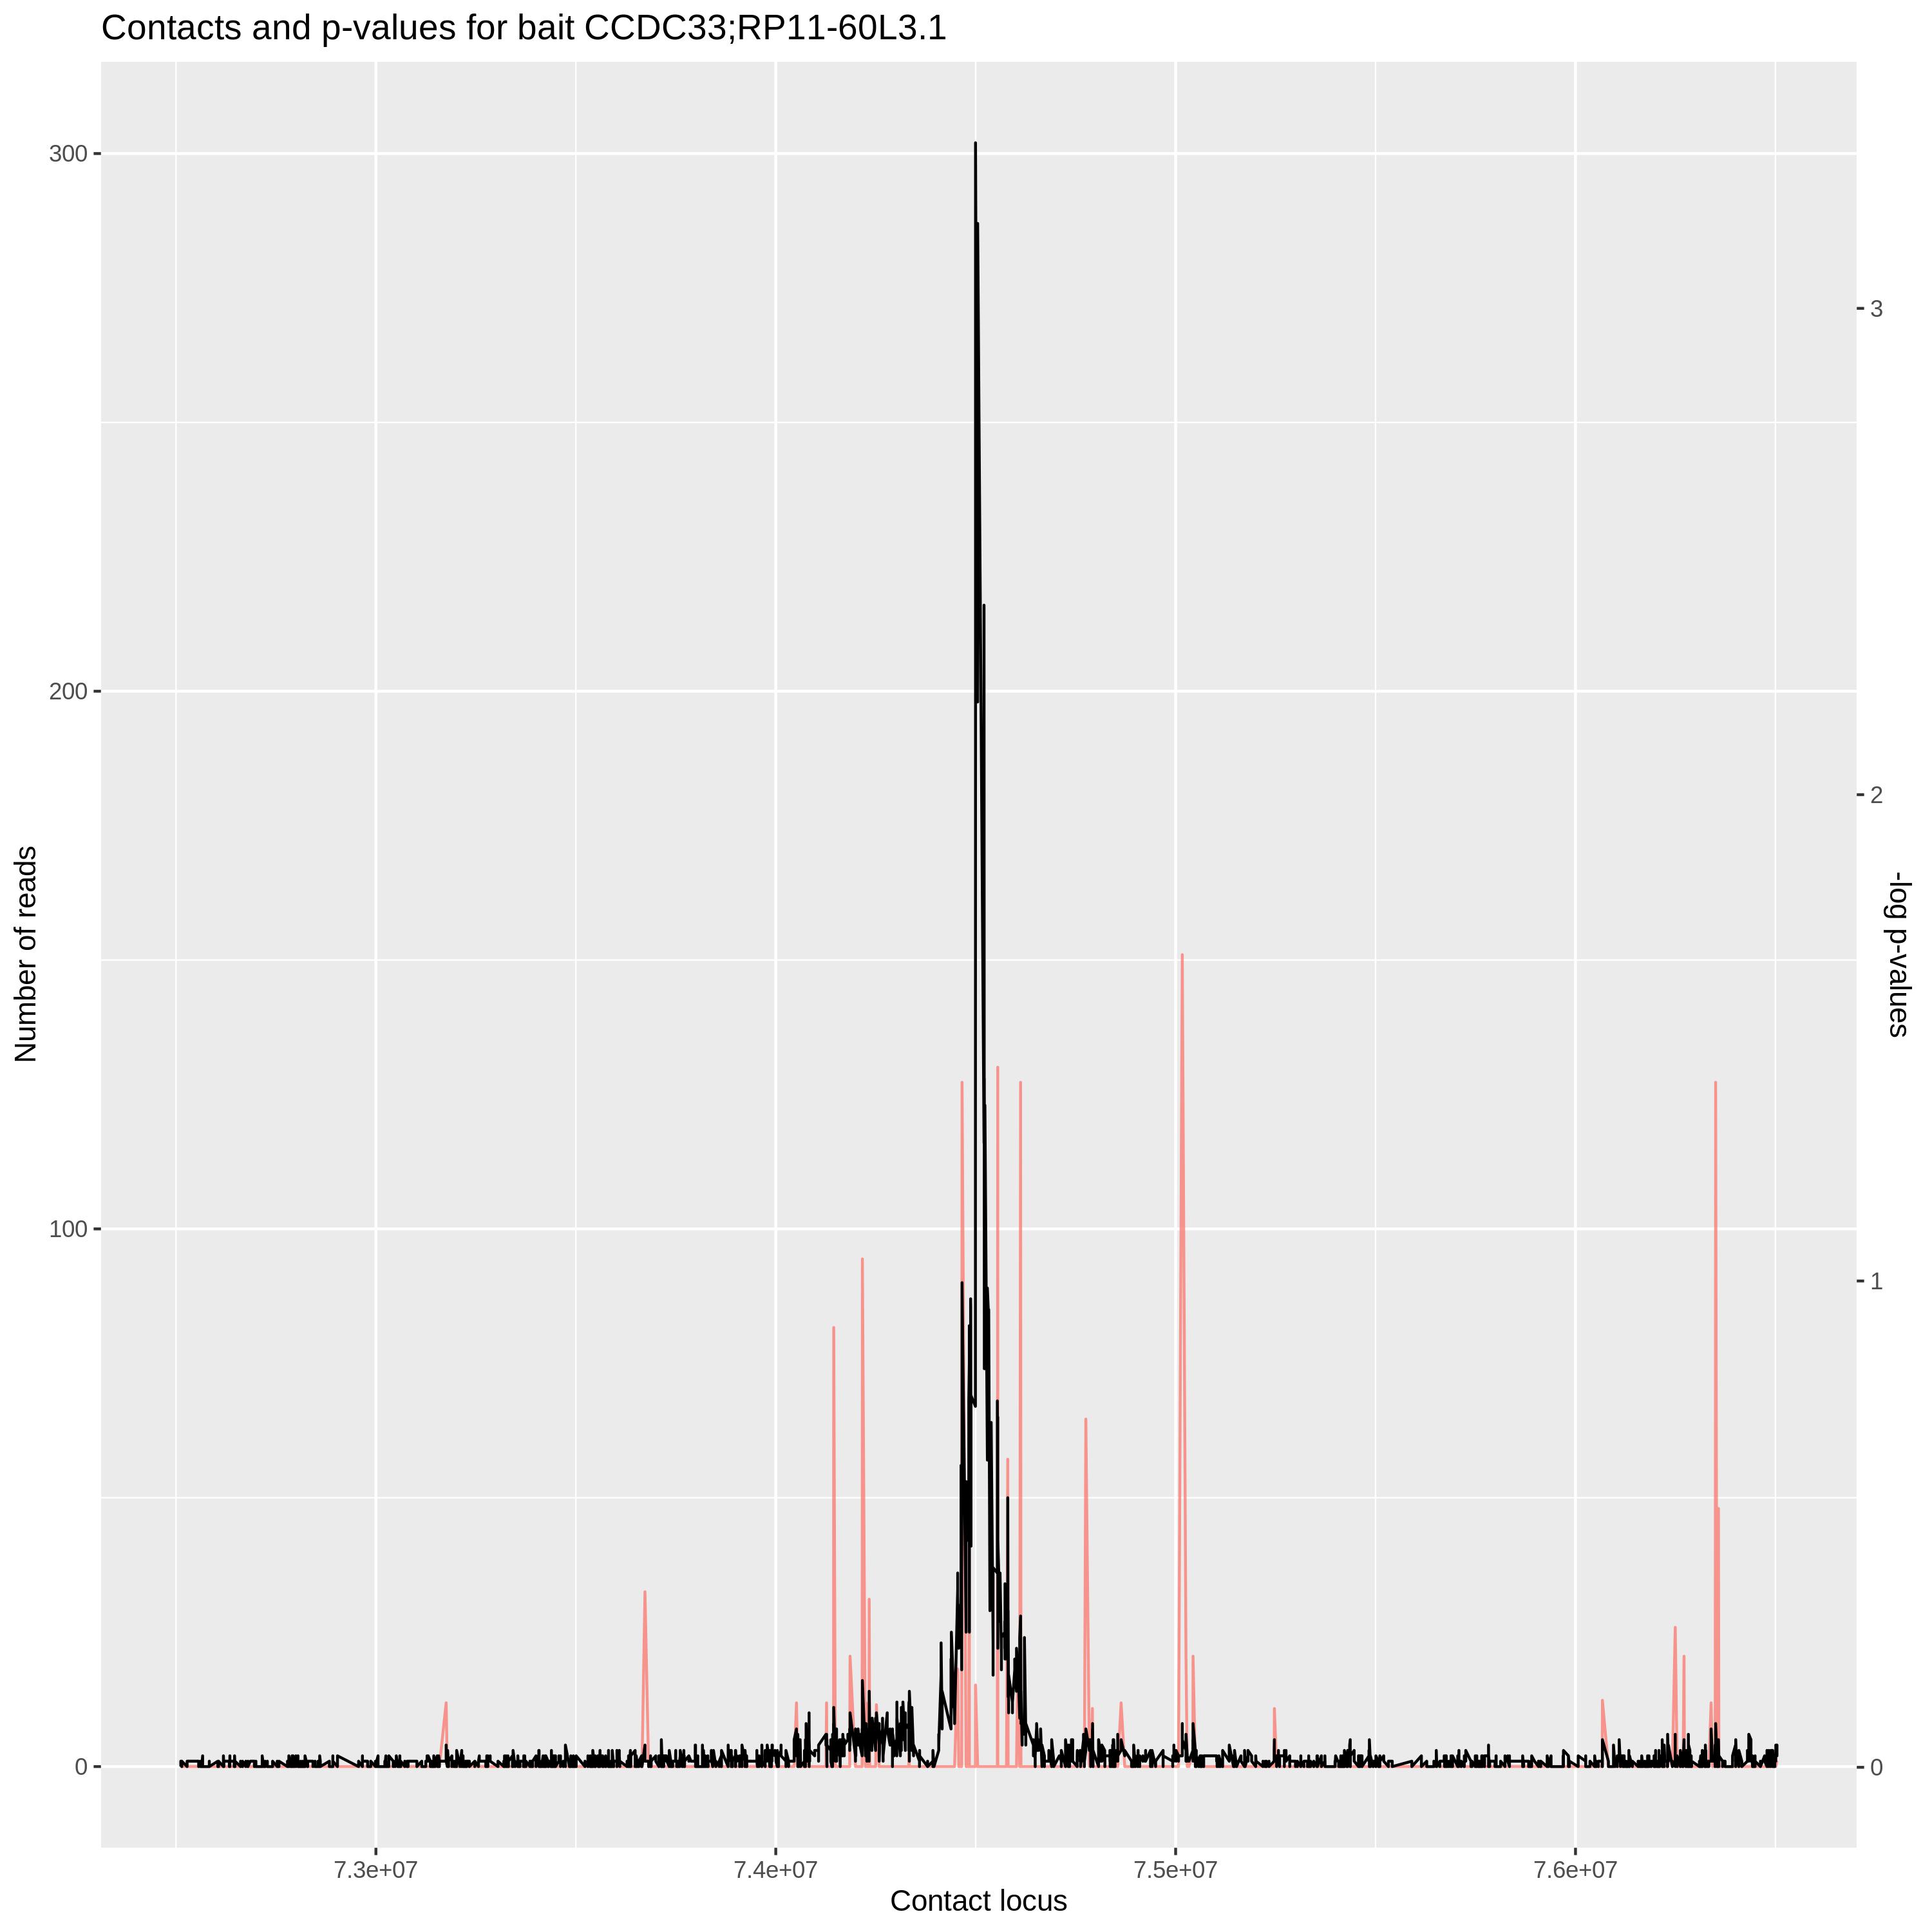 Contacts and p-values for bait CCDC33;RP11-60L3.1
300
200
100
0
Number of reads
3
2
1
0
-log p-values
7.3e+07
7.4e+07
7.5e+07
7.6e+07
Contact locus